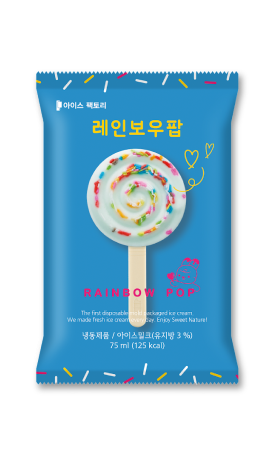 아이스 팩토리
레인보우팝
RAINBOW POP
The first disposable mold packaged ice cream
We made fresh ice cream every day. Enjoy Sweet Nature!
냉동제품 / 아이스밀크(유지방 3 %)
75 ml (125 kcal)